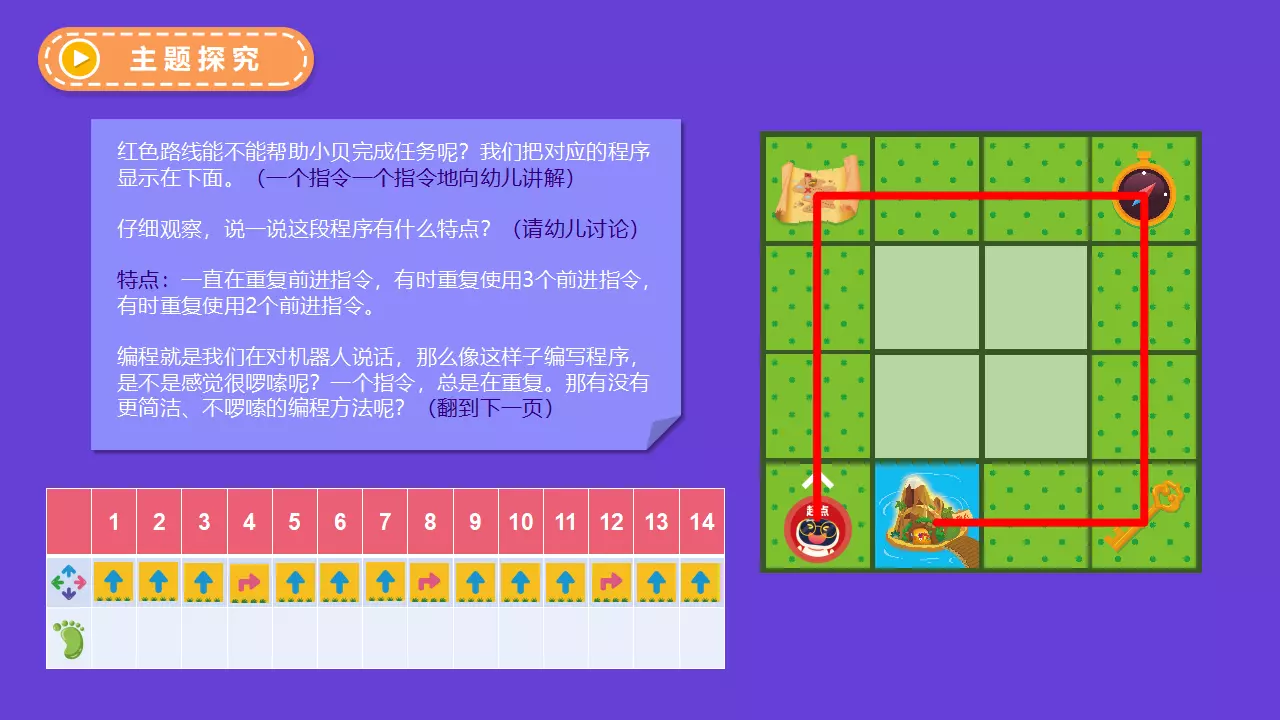 主题探究
红色路线能不能帮助小贝完成任务呢？我们把对应的程序
显示在下面。（一个指令一个指令地向幼儿讲解）
仔细观察，说一说这段程序有什么特点？（请幼儿讨论）
特点：一直在重复前进指令，有时重复使用3个前进指令，
有时重复使用2个前进指令。
编程就是我们在对机器人说话，那么像这样子编写程序，
是不是感觉很啰嗦呢？一个指令，总是在重复。那有没有
更简洁、不啰嗦的编程方法呢？（翻到下一页）
1 2 3 4 5 6 7 8 9 10 11 12 13 14
起点